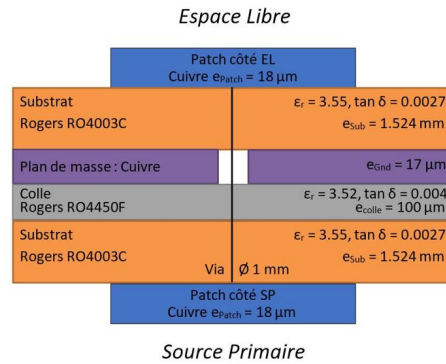 Espace Libre
Patch côté EL
Cuivre ePatch = 18 µm
Substrat εr = 3.55, tan δ = 0.0027
Rogers RO4003C eSub = 1.524 mm
Plan de masse : Cuivre eGnd = 17 µm
Colle εr = 3.52, tan δ = 0.004
Rogers RO4450F ecolle = 100 µm
Substrat εr = 3.55, tan δ = 0.0027
Rogers RO4003C eSub = 1.524 mm
Via Ø 1 mm
Patch côté SP
Cuivre ePatch = 18 µm
Source Primaire